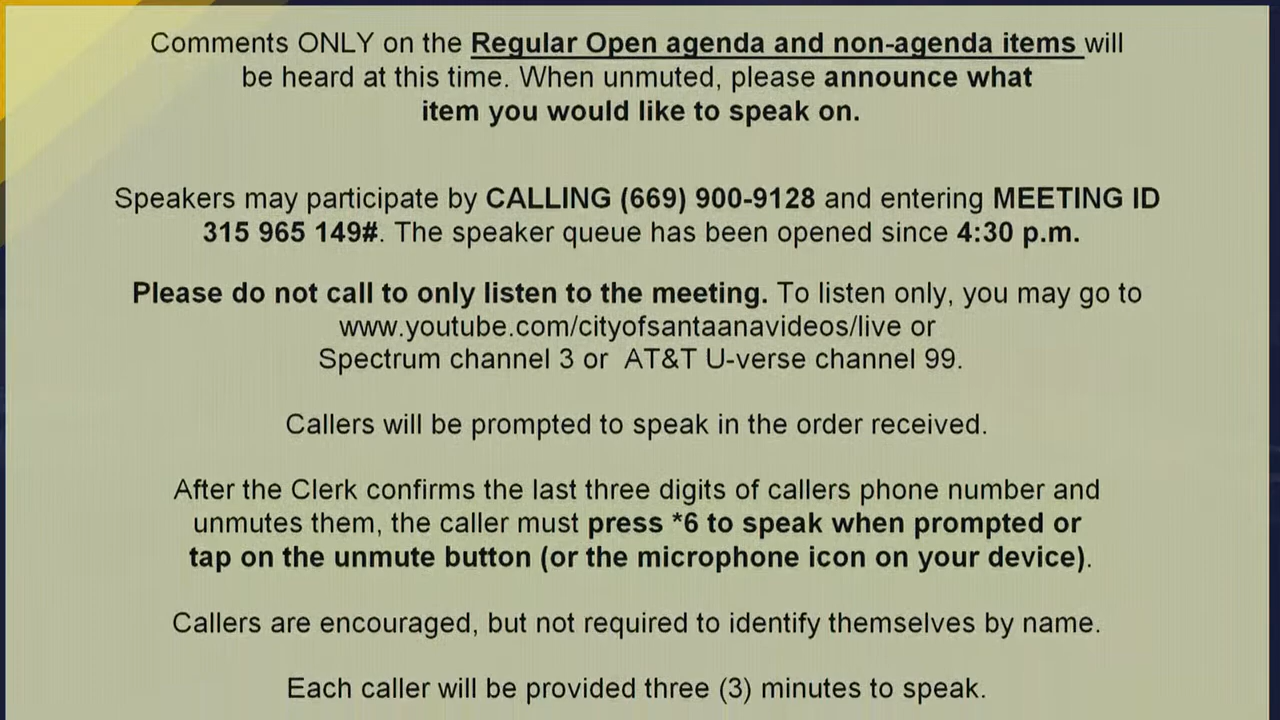 Comments ONLY on the Regular Open agenda and non-agenda items will
be heard at this time. When unmuted, please announce what
item you would like to speak on.
Speakers may participate by CALLING (669) 900-9128 and entering MEETING ID
315 965 149#. The speaker queue has been opened since 4:30 p.m.
Please do not call to only listen to the meeting. To listen only, you may go to
www.youtube.com/cityofsantaanavideos/live or
Spectrum channel 3 or AT&T U-verse channel 99.
Callers will be prompted to speak in the order received.
After the Clerk confirms the last three digits of callers phone number and
unmutes them, the caller must press *6 to speak when prompted or
tap on the unmute button (or the microphone icon on your device).
Callers are encouraged, but not required to identify themselves by name.
Each caller will be provided three (3) minutes to speak.